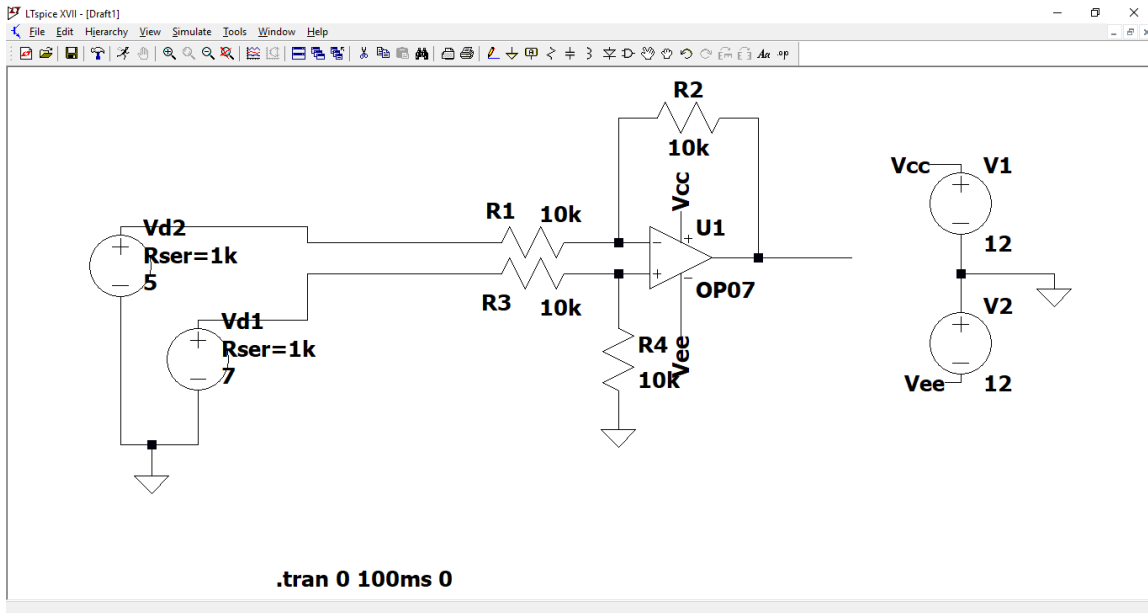 LTspice XVII - [Draft1]
File Edit Hierarchy View Simulate Tools Window Help
R2
10k
Vcc
U1
OP07
Vee
R1
10k
R3
10k
R4
10k
Vd2
Rser=1k
5
Vd1
Rser=1k
7
Vcc
V1
12
V2
Vee
12
.tran 0 100ms 0